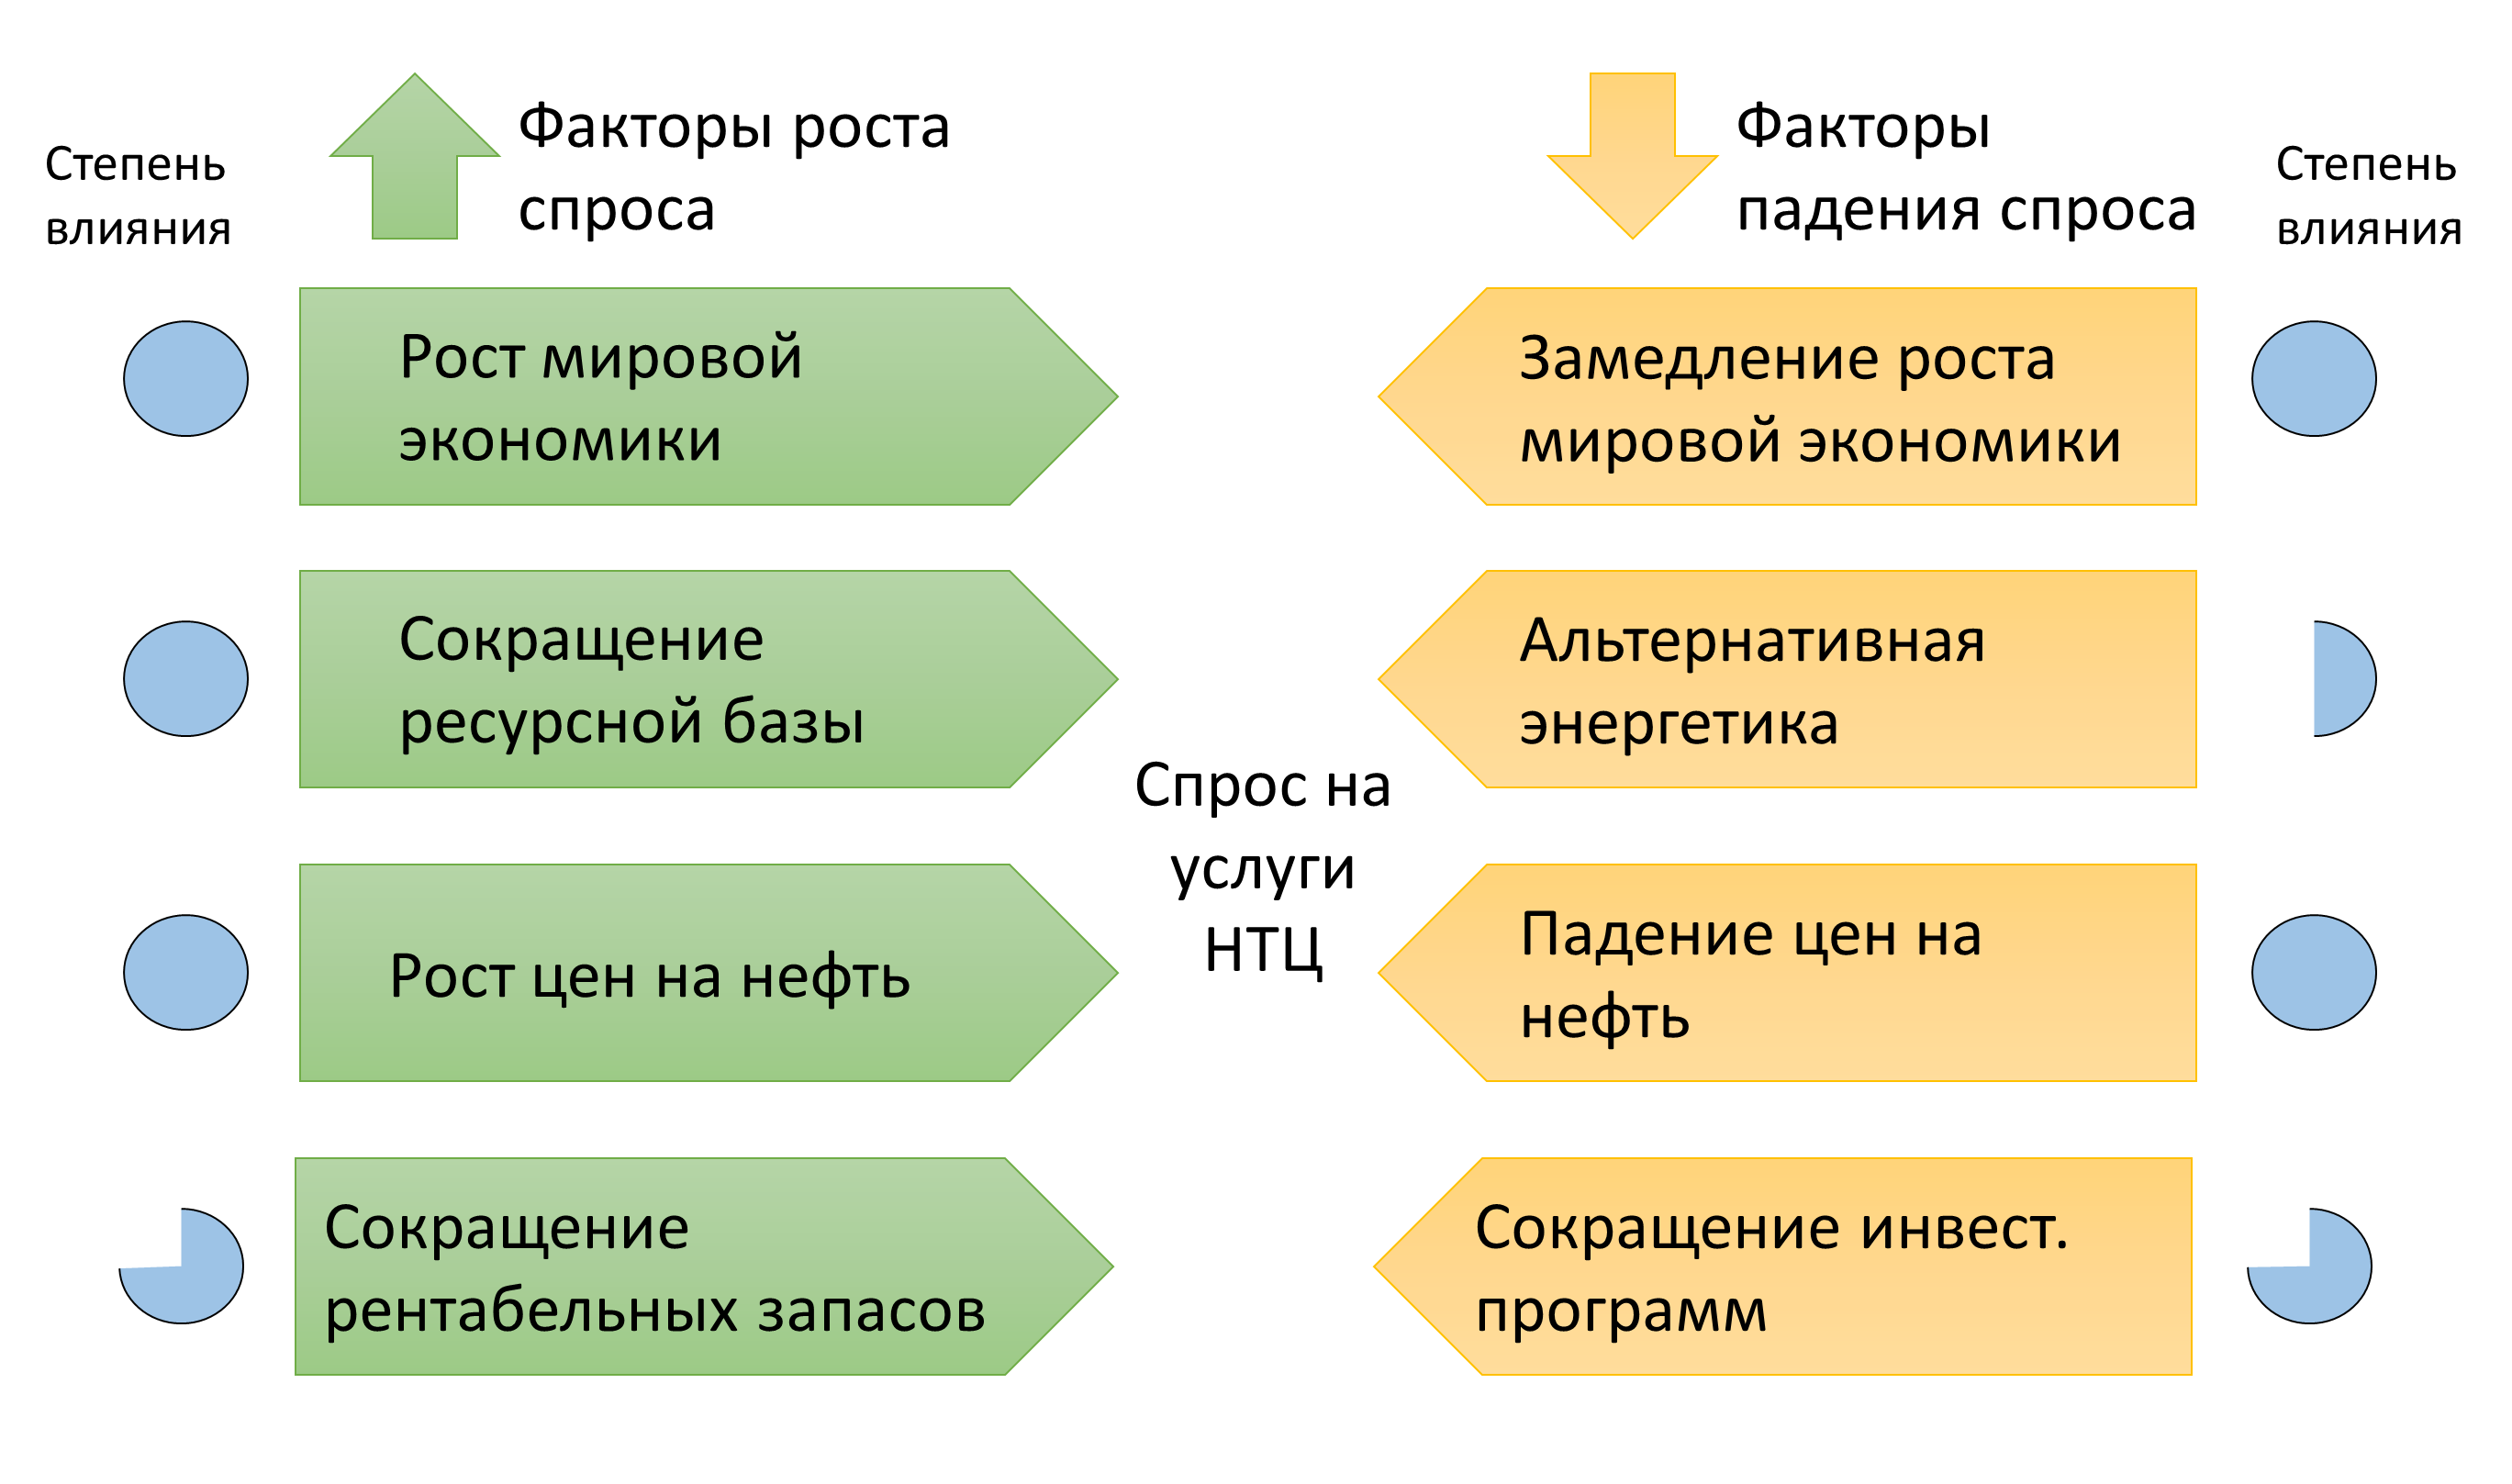 Степень
влияния
Факторы роста
спроса
Факторы
падения спроса
Степень
влияния
Рост мировой
экономики
Замедление роста
мировой экономики
Сокращение
ресурсной базы
Альтернативная
энергетика
Спрос на
услуги
НТЦ
Рост цен на нефть
Падение цен на
нефть
Сокращение
рентабельных запасов
Сокращение инвест.
программ